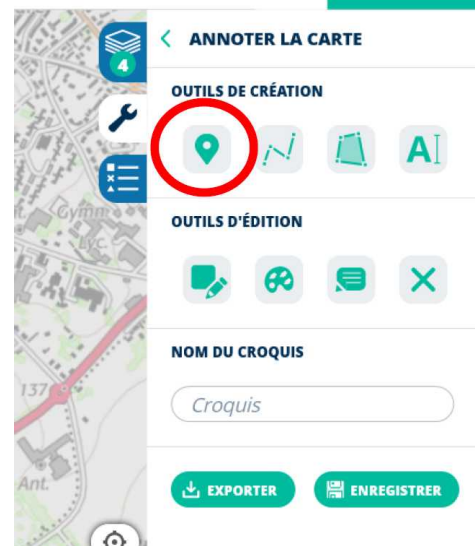 ANNOTER LA CARTE
4
OUTILS DE CRÉATION
A
OUTILS D'ÉDITION
NOM DU CROQUIS
Croquis
EXPORTER
ENREGISTRER
Gymn
Lyc.
137
Ant.